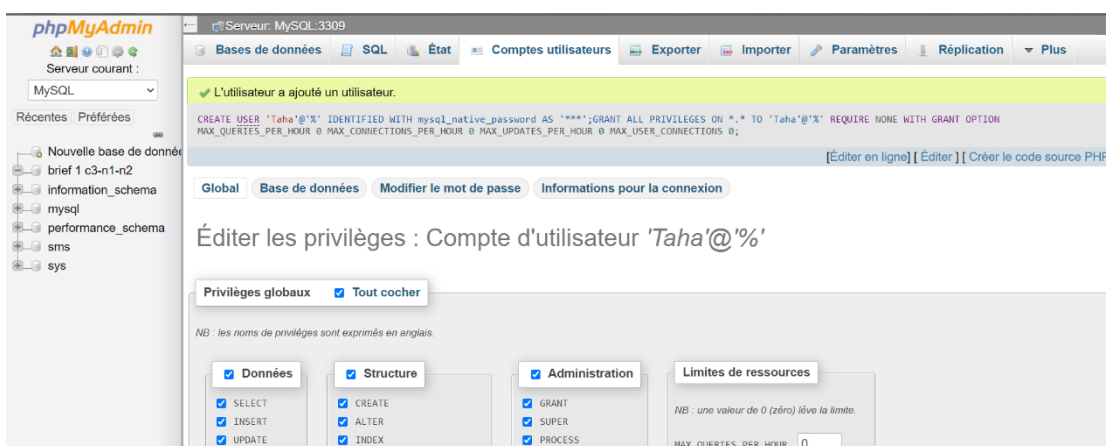 phpMyAdmin
Serveur courant :
MySQL
Récentes Préférées
Nouvelle base de donnée
brief 1 c3-n1-n2
information_schema
mysql
performance_schema
sms
sys
Serveur: MySQL:3309
Bases de données SQL État Comptes utilisateurs Exporter Importer Paramètres Réplication Plus
L'utilisateur a ajouté un utilisateur.
CREATE USER 'Taha'@'%' IDENTIFIED WITH mysql_native_password AS '***';GRANT ALL PRIVILEGES ON *.* TO 'Taha'@'%' REQUIRE NONE WITH GRANT OPTION
MAX_QUERIES_PER_HOUR 0 MAX_CONNECTIONS_PER_HOUR 0 MAX_UPDATES_PER_HOUR 0 MAX_USER_CONNECTIONS 0;
[Éditer en ligne] [ Éditer ] [ Créer le code source PHP
Global Base de données Modifier le mot de passe Informations pour la connexion
Éditer les privilèges : Compte d'utilisateur 'Taha'@'%'
Privilèges globaux Tout cocher
NB : les noms de privilèges sont exprimés en anglais.
Données
SELECT
INSERT
UPDATE
Structure
CREATE
ALTER
INDEX
Administration
GRANT
SUPER
PROCESS
Limites de ressources
NB : une valeur de 0 (zéro) lève la limite.
MAX QUERIES PER HOUR 0